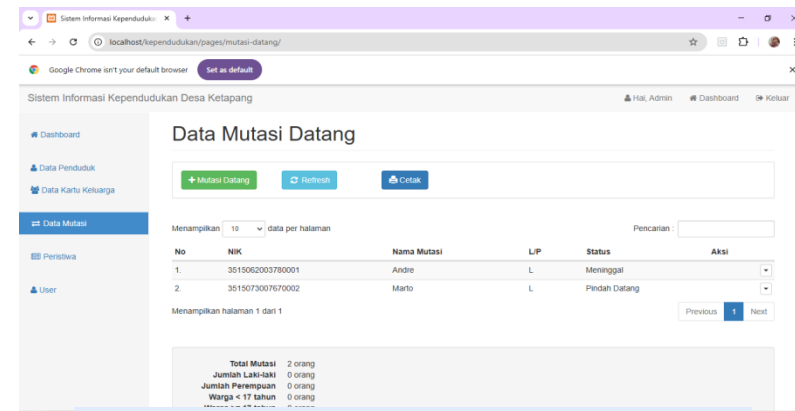 Sistem Informasi Kependuduka
localhost/kependudukan/pages/mutasi-datang/
Google Chrome isn't your default browser Set as default
Sistem Informasi Kependudukan Desa Ketapang Hai, Admin Dashboard Keluar
Dashboard
Data Penduduk
Data Kartu Keluarga
Data Mutasi
Peristiwa
User
Data Mutasi Datang
Mutasi Datang Refresh Cetak
Menampilkan 10 data per halaman Pencarian :
No NIK Nama Mutasi L/P Status Aksi
1. 3515062003780001 Andre L Meninggal
2. 3515073007670002 Marto L Pindah Datang
Menampilkan halaman 1 dari 1 Previous 1 Next
Total Mutasi 2 orang
Jumlah Laki-laki 0 orang
Jumlah Perempuan 0 orang
Warga < 17 tahun 0 orang